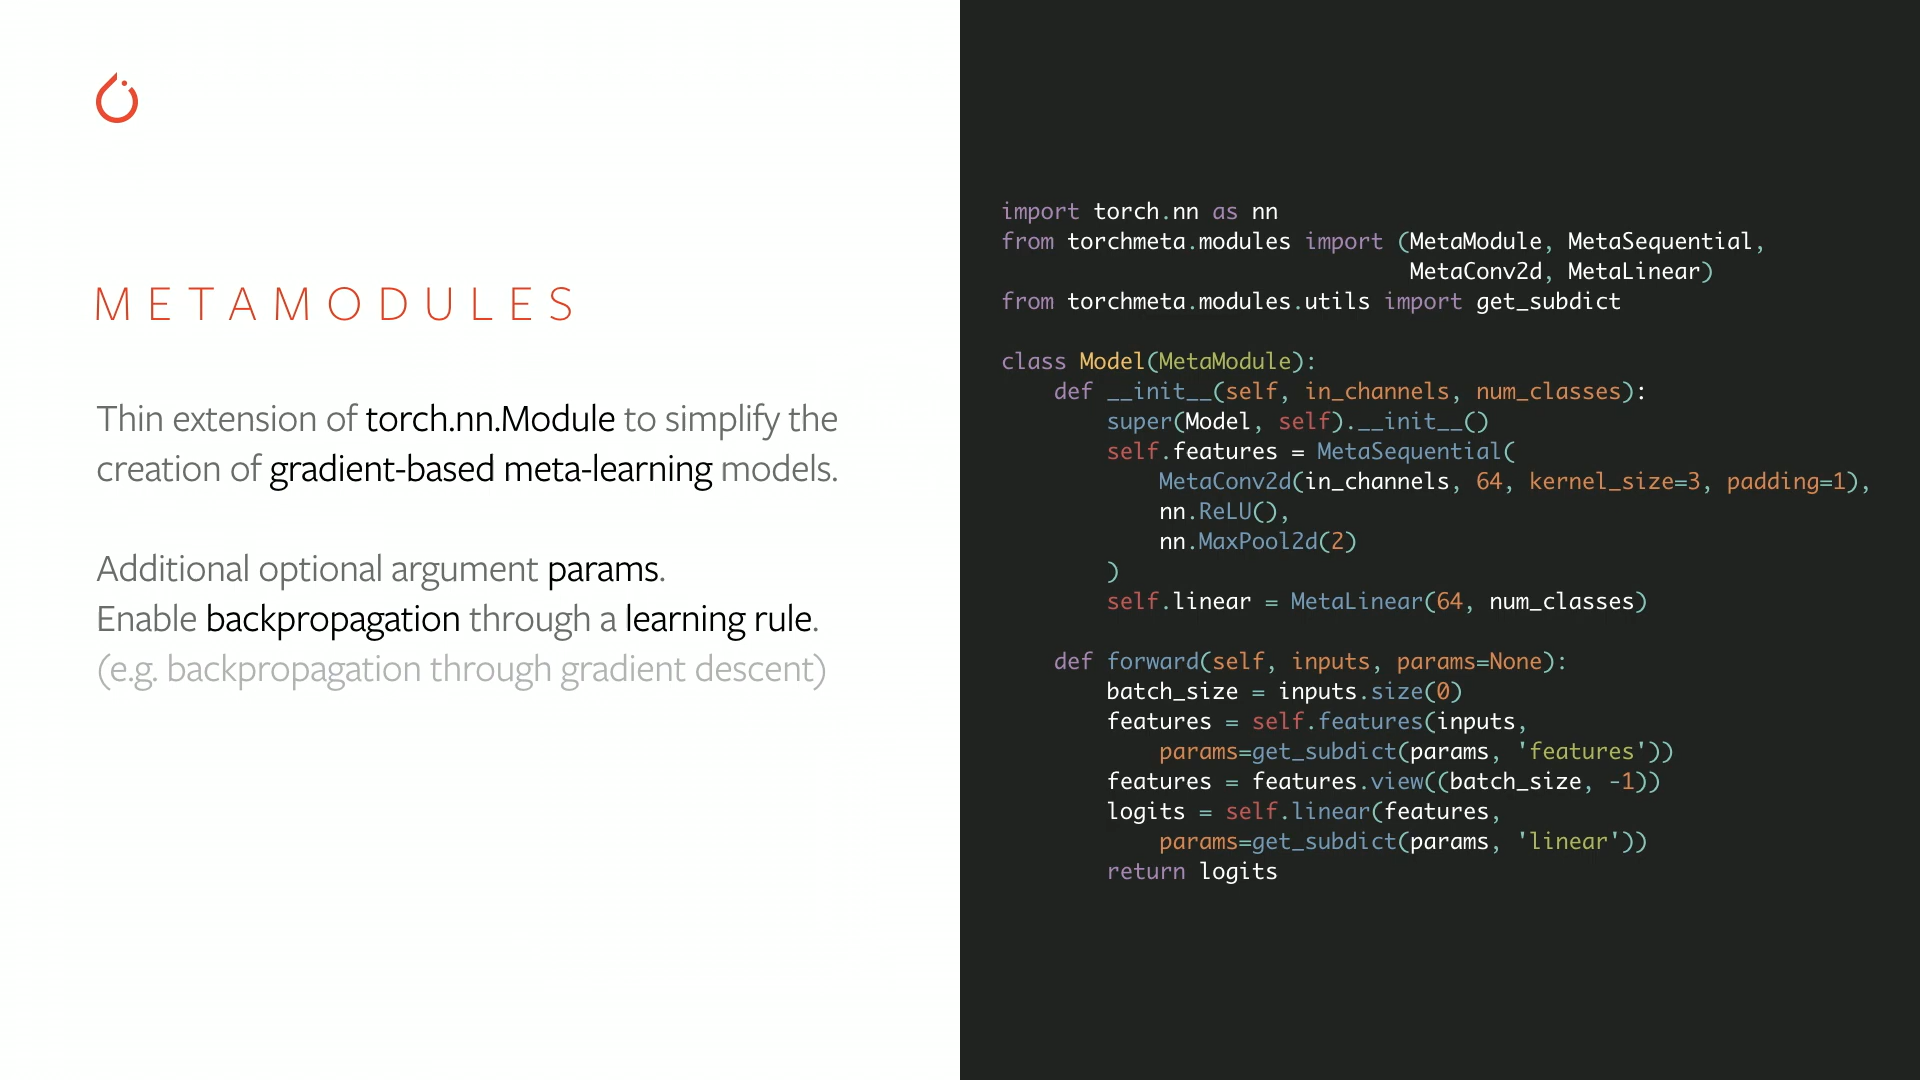 METAMODULES
Thin extension of torch.nn.Module to simplify the
creation of gradient-based meta-learning models.
Additional optional argument params.
Enable backpropagation through a learning rule.
(e.g. backpropagation through gradient descent)
import torch.nn as nn
from torchmeta.modules import (MetaModule, MetaSequential,
                               MetaConv2d, MetaLinear)
from torchmeta.modules.utils import get_subdict
class Model(MetaModule):
    def __init__(self, in_channels, num_classes):
        super(Model, self).__init__()
        self.features = MetaSequential(
            MetaConv2d(in_channels, 64, kernel_size=3, padding=1),
            nn.ReLU(),
            nn.MaxPool2d(2)
        )
        self.linear = MetaLinear(64, num_classes)
    def forward(self, inputs, params=None):
        batch_size = inputs.size(0)
        features = self.features(inputs,
            params=get_subdict(params, 'features'))
        features = features.view((batch_size, -1))
        logits = self.linear(features,
            params=get_subdict(params, 'linear'))
        return logits